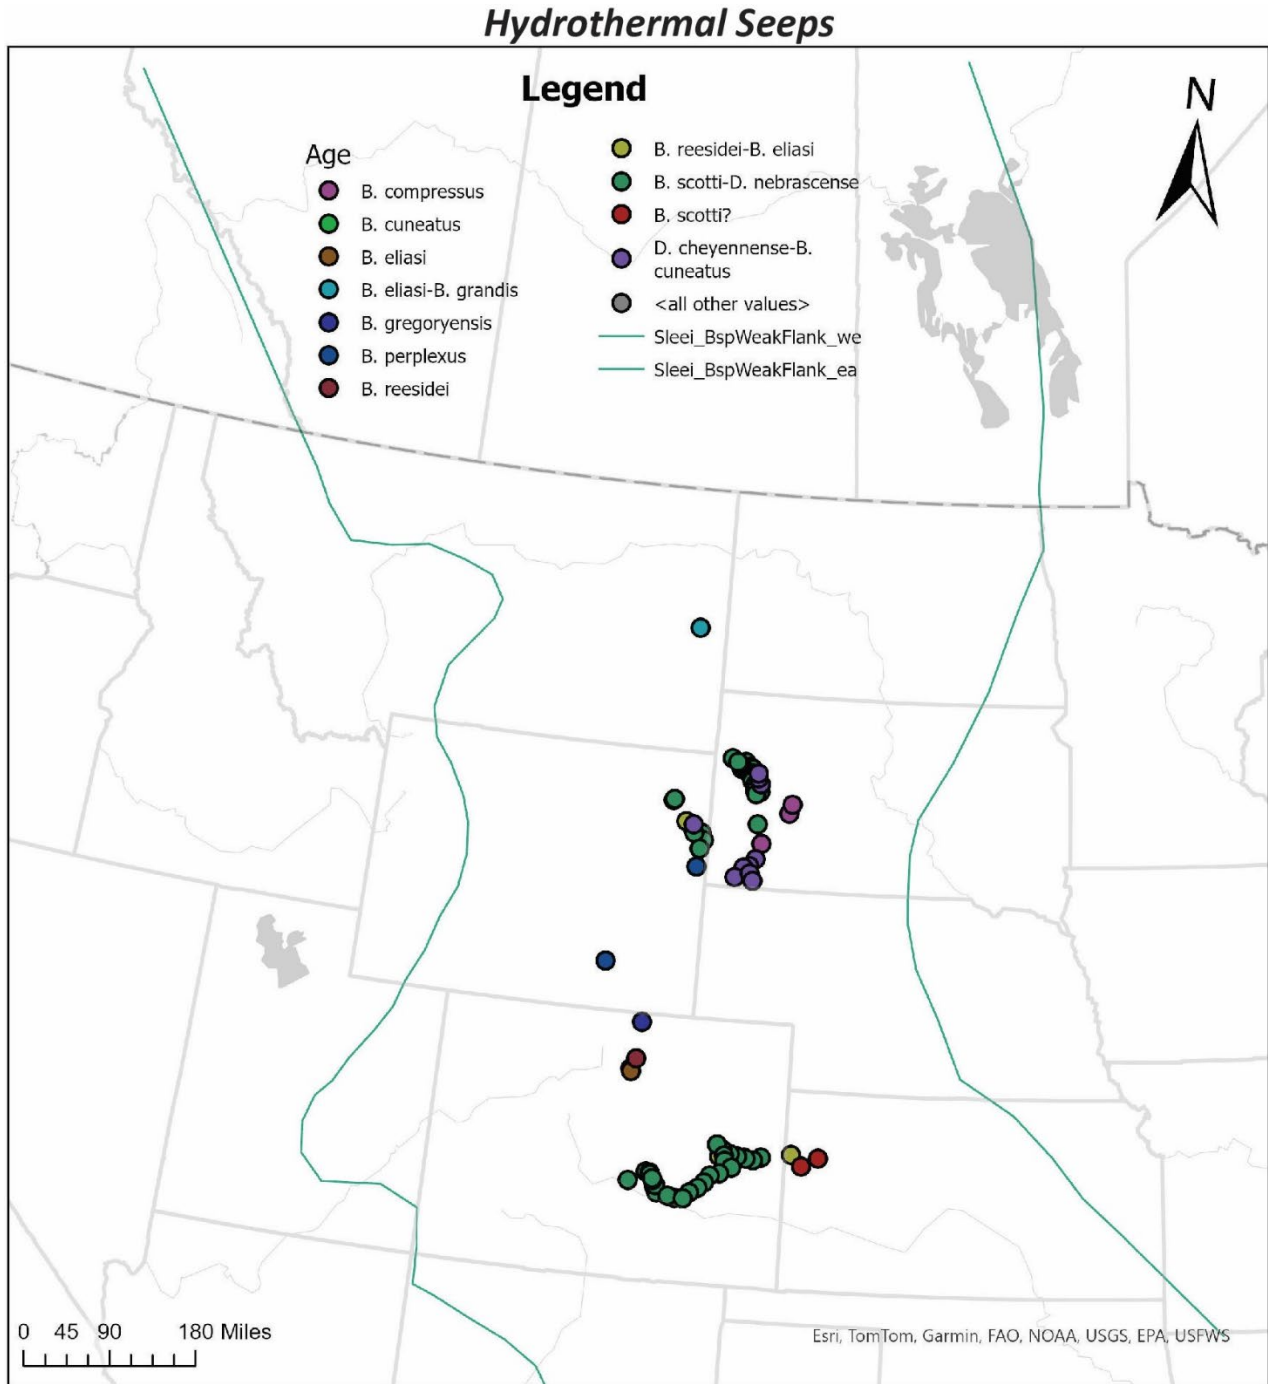 Hydrothermal Seeps
Legend
N
Age
B. compressus
B. cuneatus
B. eliasi
B. eliasi-B. grandis
B. gregoryensis
B. perplexus
B. reesidei
B. reesidei-B. eliasi
B. scotti-D. nebrascense
B. scotti?
D. cheyennense-B.
cuneatus
<all other values>
Sleei_BspWeakFlank_we
Sleei_BspWeakFlank_ea
0 45 90 180 Miles
Esri, TomTom, Garmin, FAO, NOAA, USGS, EPA, USFWS